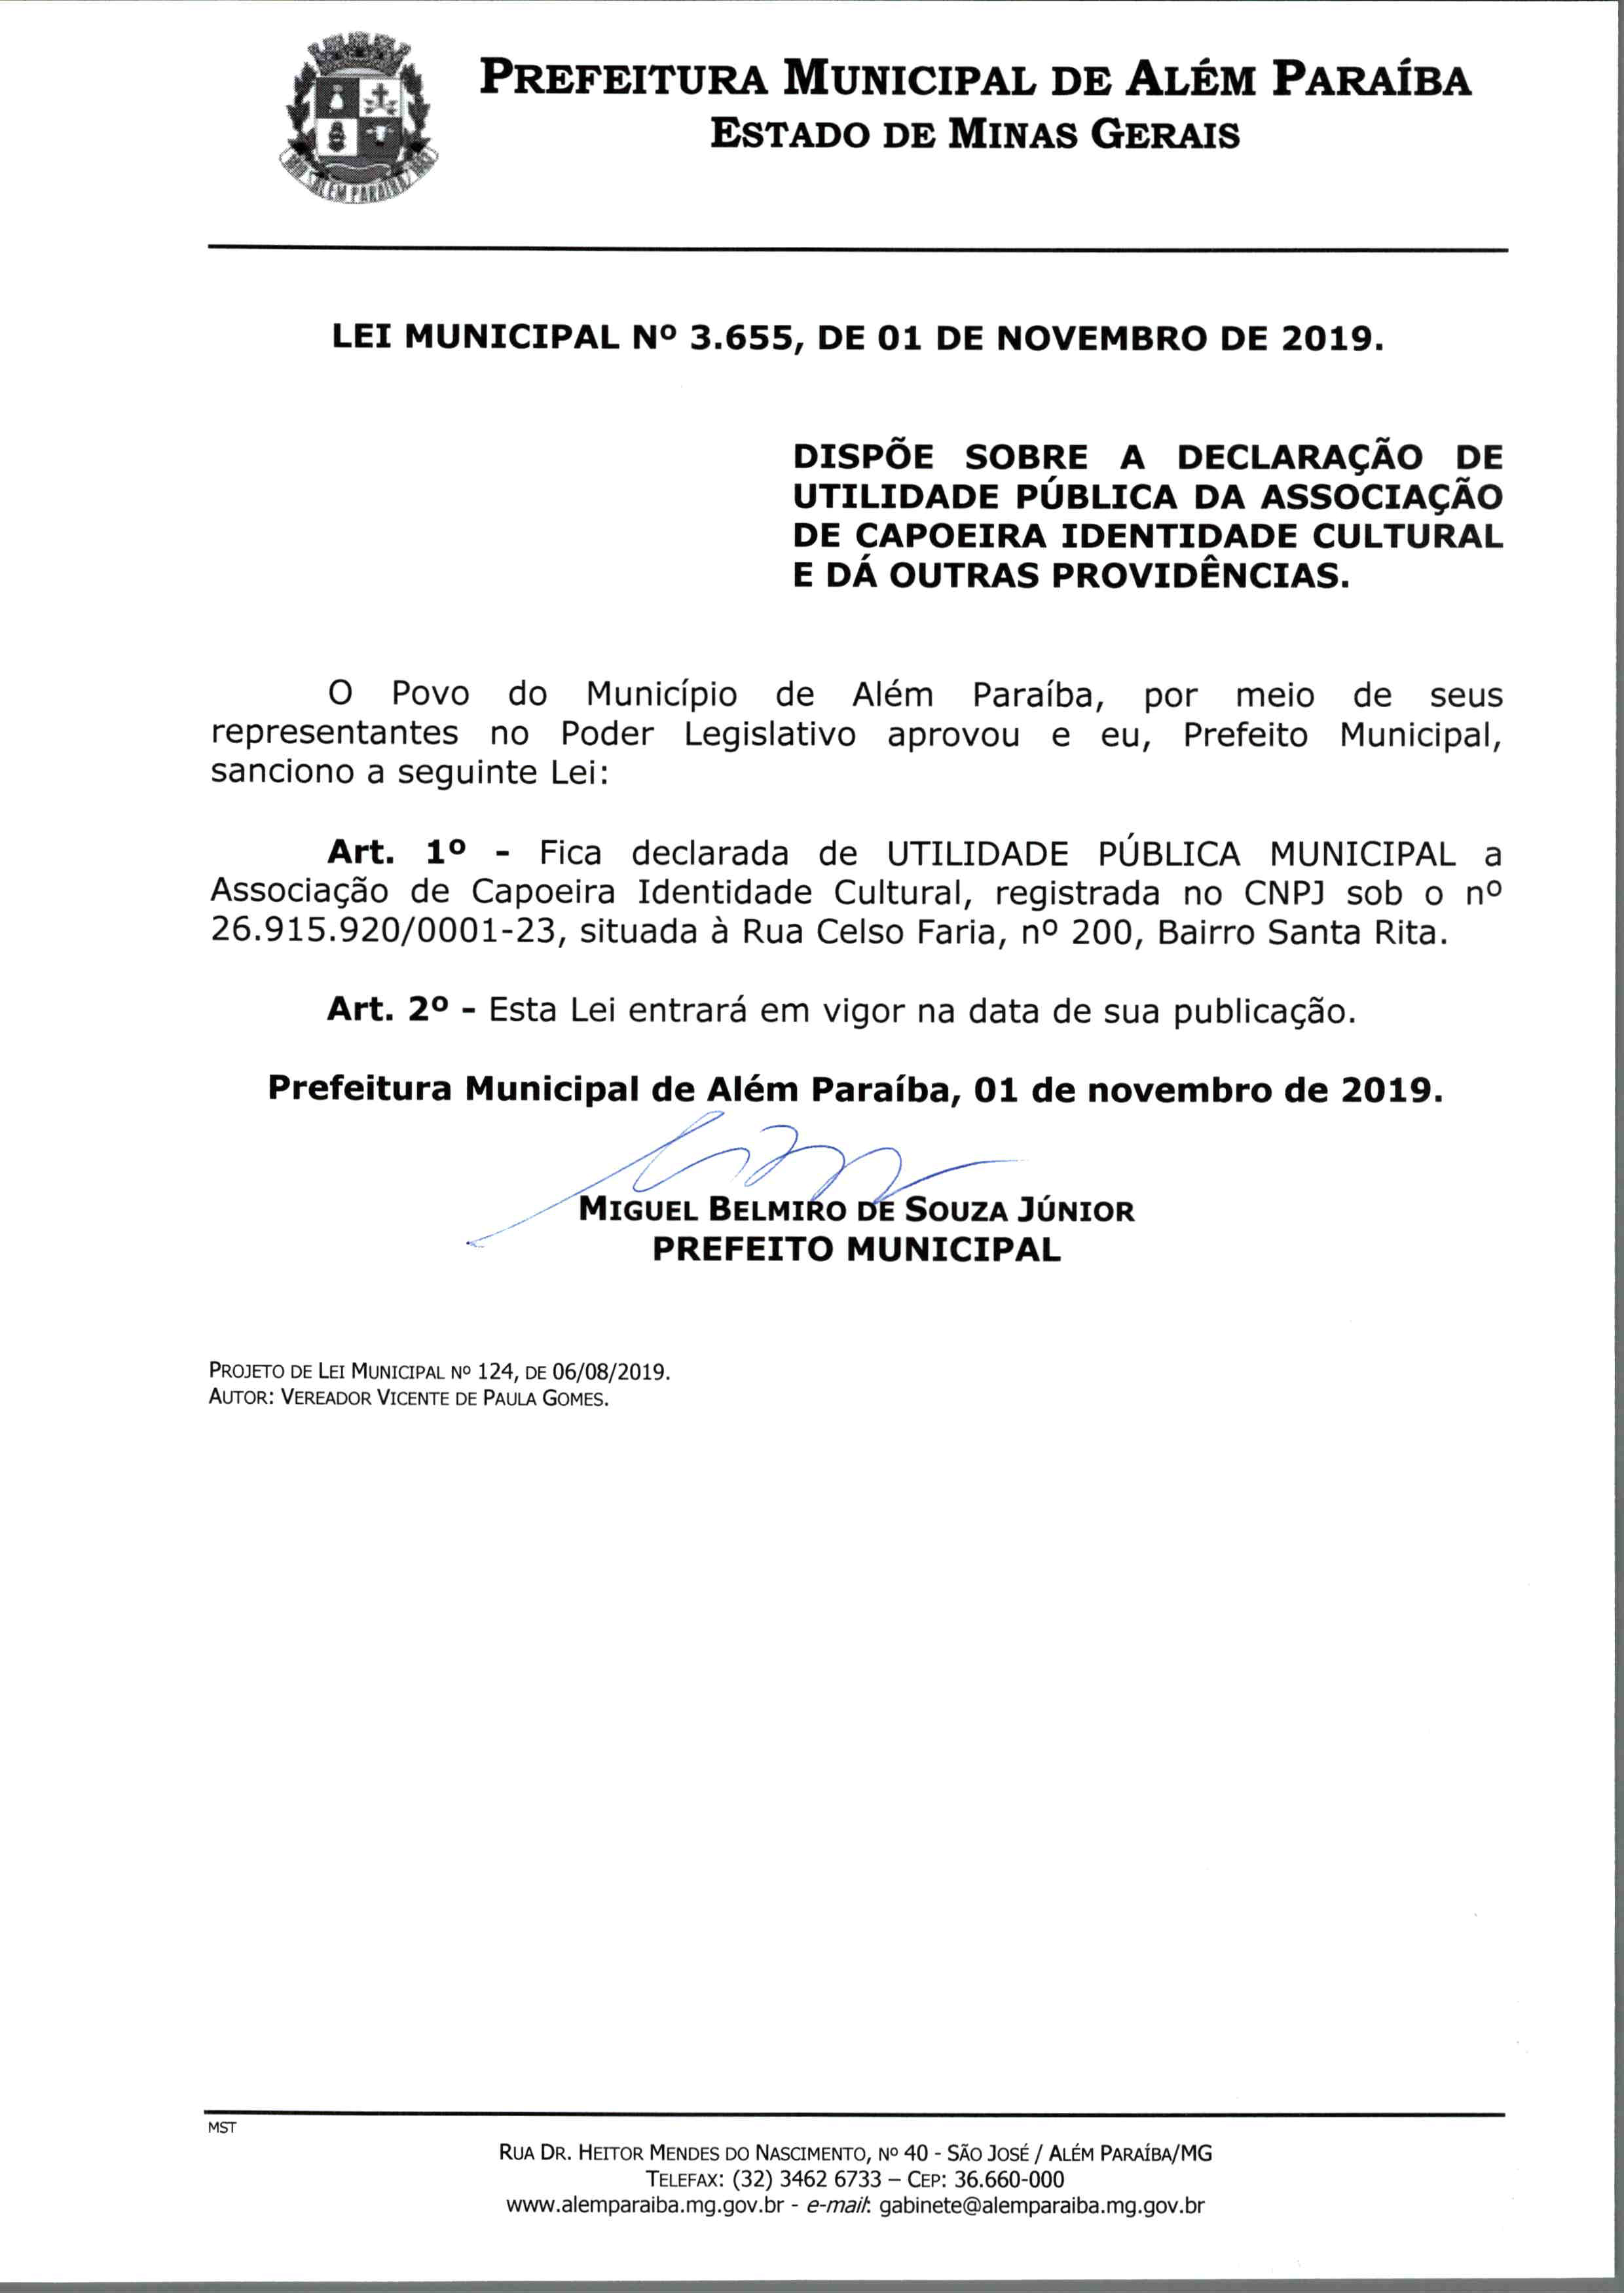 PREFEITURA MUNICIPAL DE ALÉM PARAÍBA
ESTADO DE MINAS GERAIS
ALÉM PARAÍBA
LEI MUNICIPAL Nº 3.655, DE 01 DE NOVEMBRO DE 2019.
DISPÕE SOBRE A DECLARAÇÃO DE
UTILIDADE PÚBLICA DA ASSOCIAÇÃO
DE CAPOEIRA IDENTIDADE CULTURAL
E DÁ OUTRAS PROVIDÊNCIAS.
O Povo do Município de Além Paraíba, por meio de seus
representantes no Poder Legislativo aprovou e eu, Prefeito Municipal,
sanciono a seguinte Lei:
Art. 1º - Fica declarada de UTILIDADE PÚBLICA MUNICIPAL a
Associação de Capoeira Identidade Cultural, registrada no CNPJ sob o nº
26.915.920/0001-23, situada à Rua Celso Faria, nº 200, Bairro Santa Rita.
Art. 2º - Esta Lei entrará em vigor na data de sua publicação.
Prefeitura Municipal de Além Paraíba, 01 de novembro de 2019.
MIGUEL BELMIRO DE SOUZA JÚNIOR
PREFEITO MUNICIPAL
PROJETO DE LEI MUNICIPAL Nº 124, DE 06/08/2019.
AUTOR: VEREADOR VICENTE DE PAULA GOMES.
MST
RUA DR. HEITOR MENDES DO NASCIMENTO, Nº 40 - SÃO JOSÉ / ALÉM PARAÍBA/MG
TELEFAX: (32) 3462 6733 – CEP: 36.660-000
www.alemparaiba.mg.gov.br - e-mail: gabinete@alemparaiba.mg.gov.br